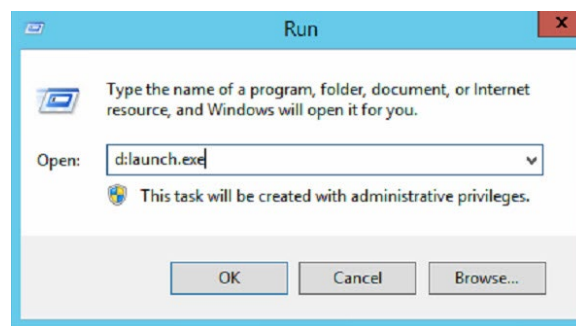 Run
x
Type the name of a program, folder, document, or Internet
resource, and Windows will open it for you.
Open:
d:launch.exe
This task will be created with administrative privileges.
OK
Cancel
Browse...